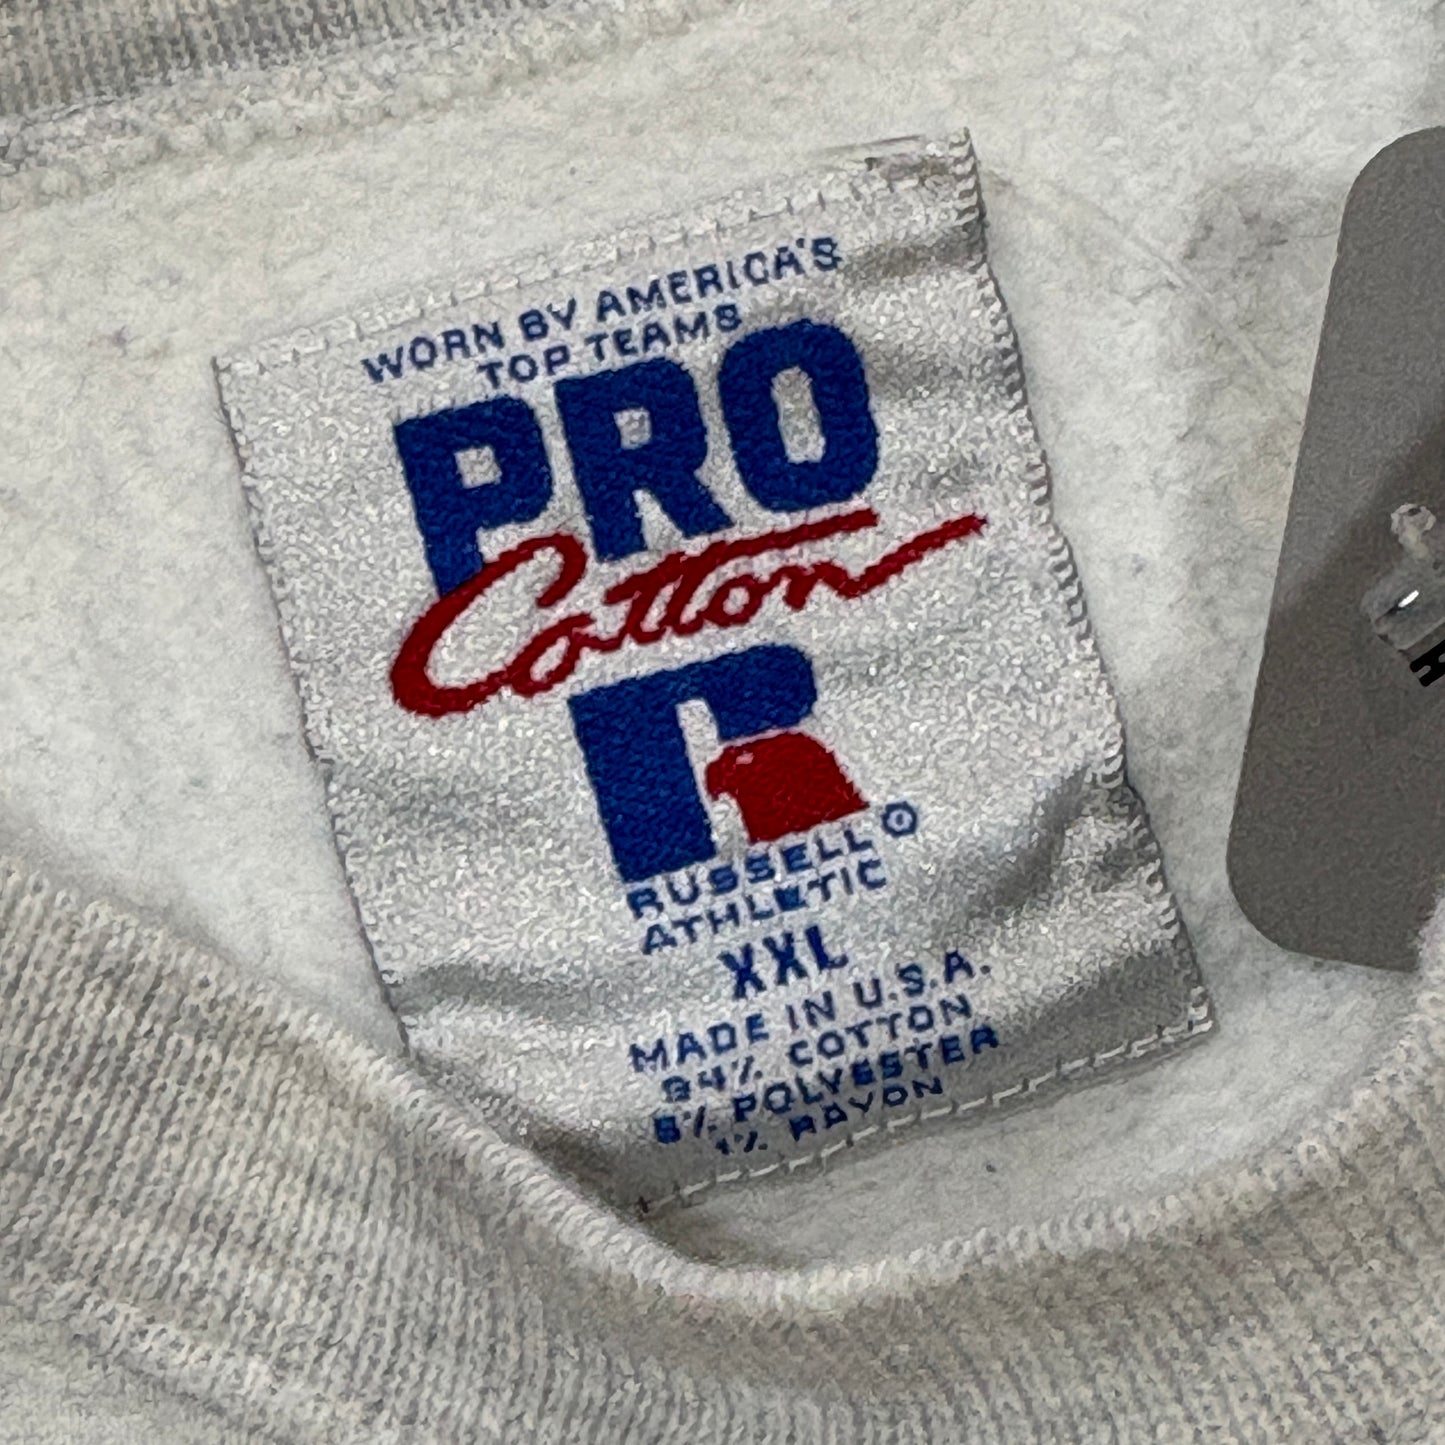 WORN BY AMERICA'S
TOP TEAMS
PRO
Cotton
R
RUSSELL ®
ATHLETIC
XXL
MADE IN U.S.A.
94% COTTON
5% POLYESTER
1% RAYON